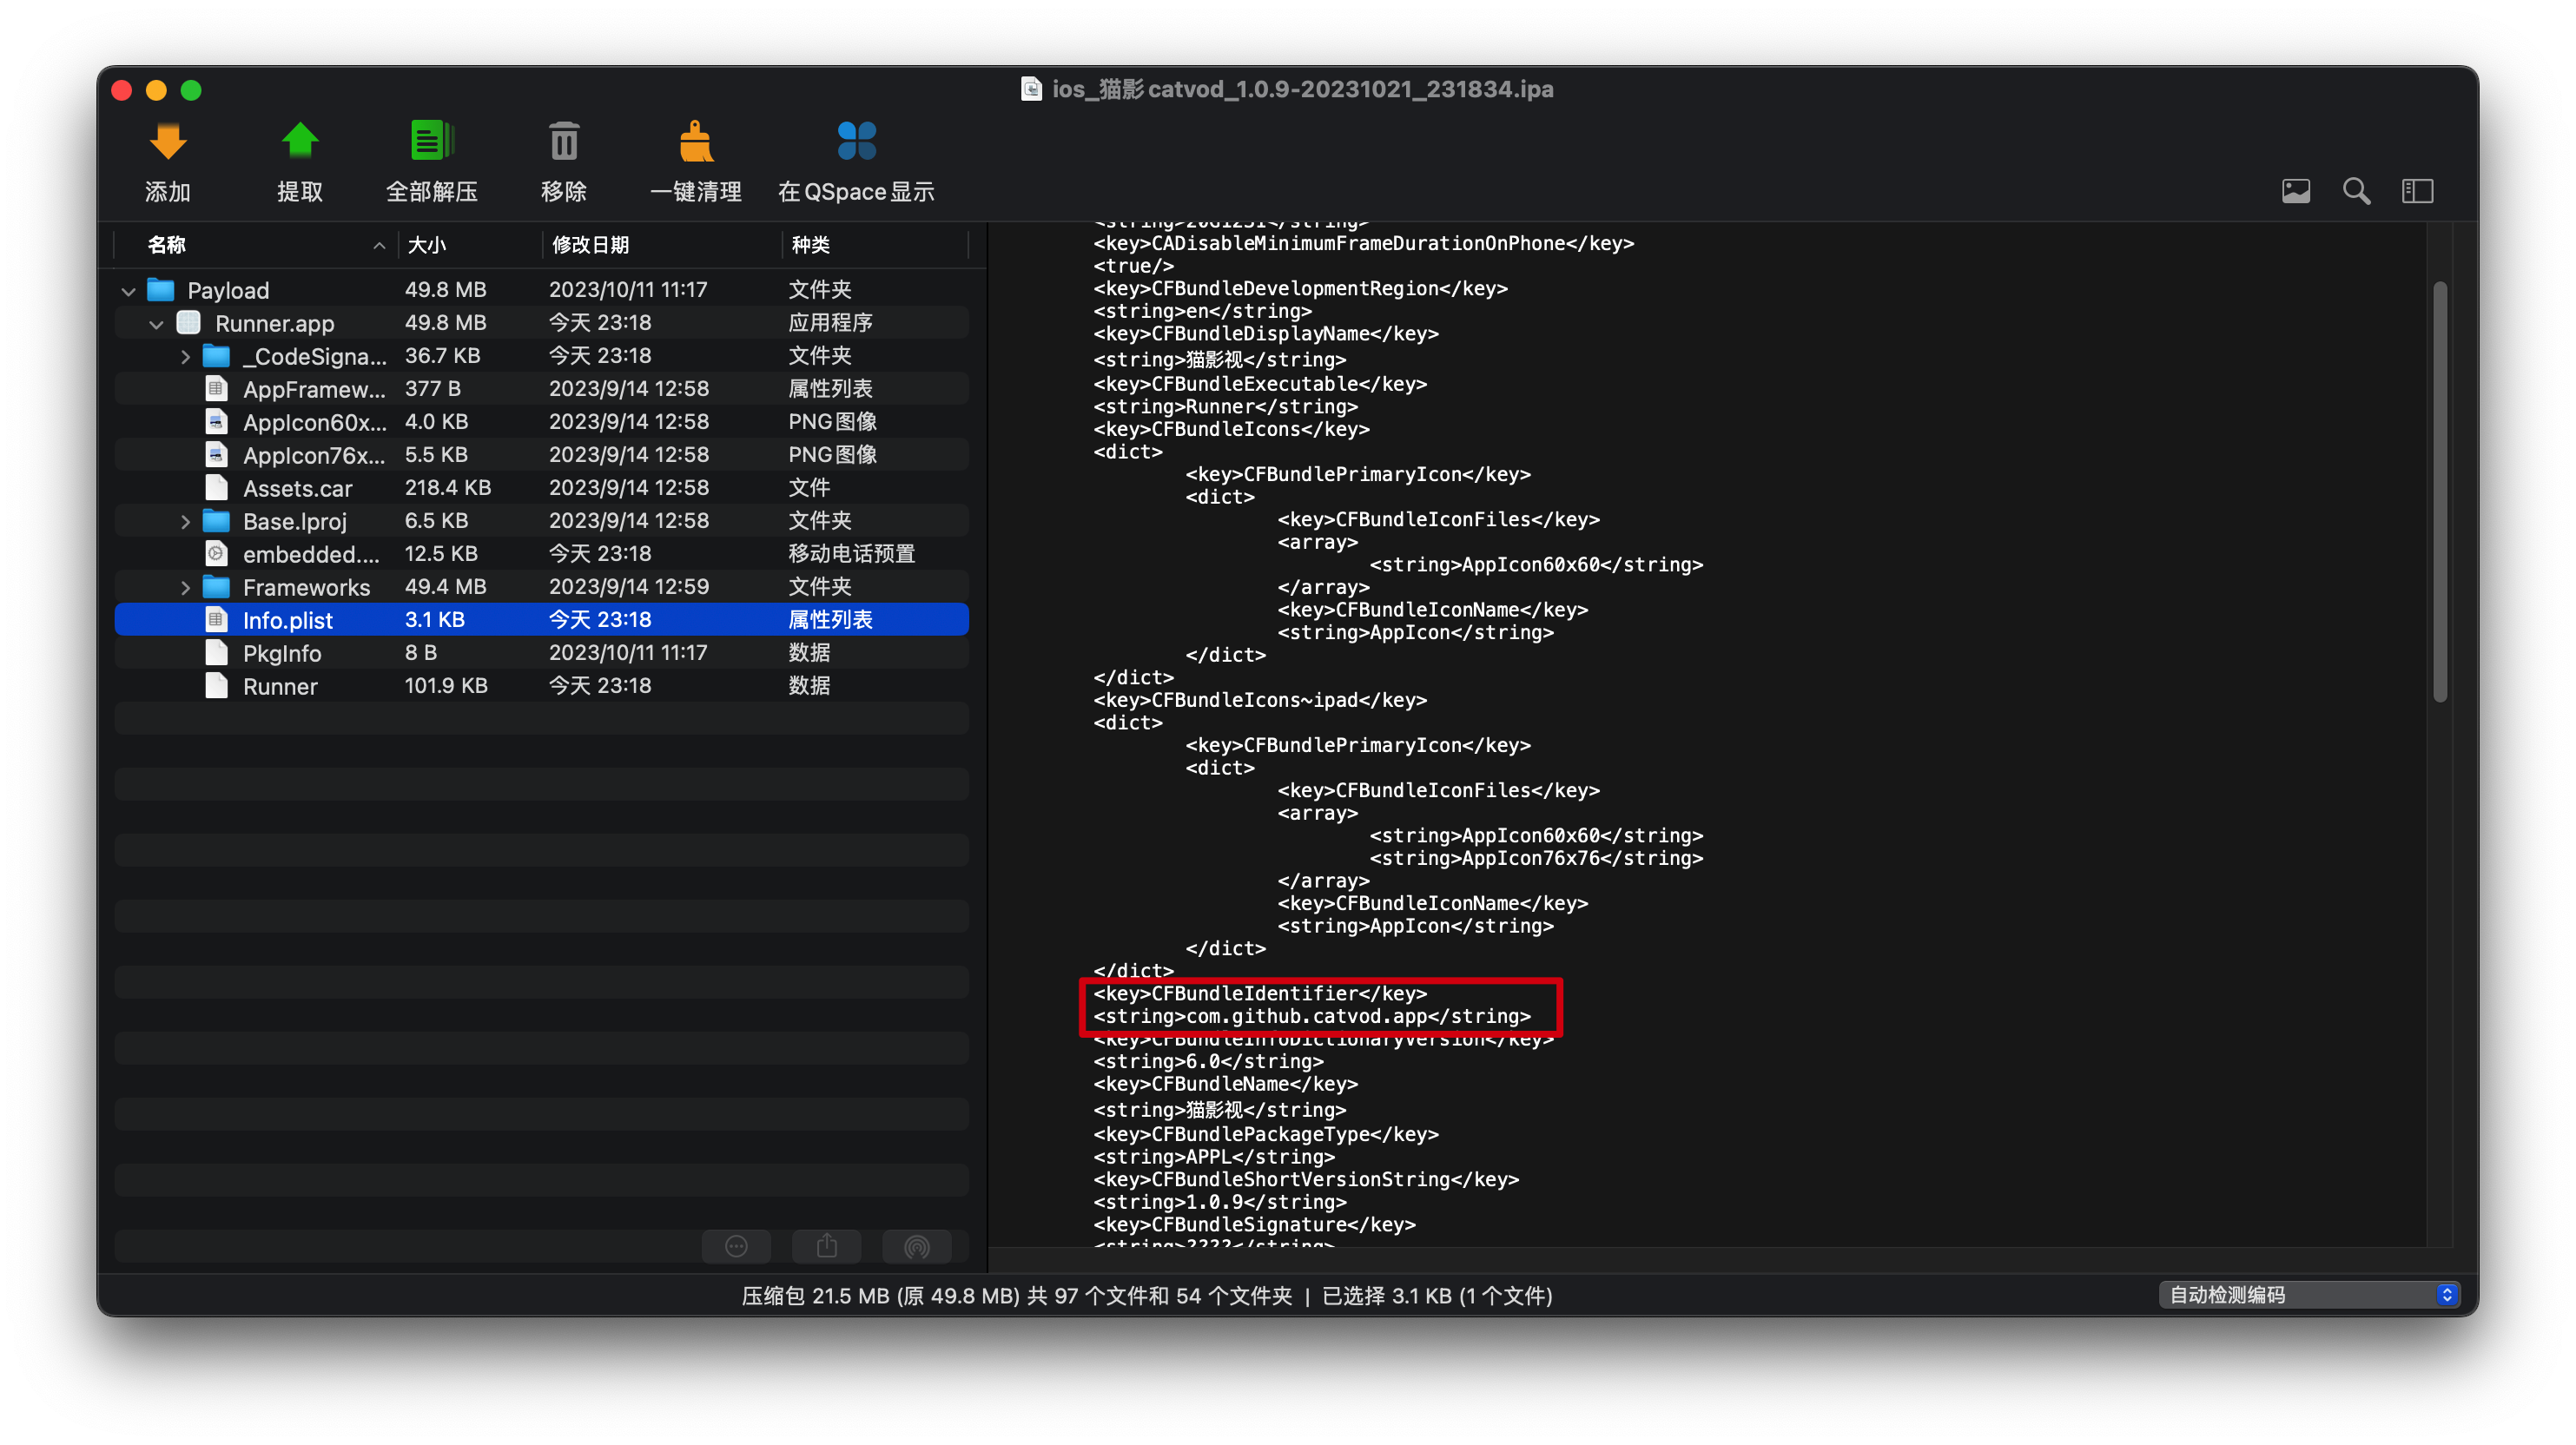 ios_猫影catvod_1.0.9-20231021_231834.ipa
添加 提取 全部解压 移除 一键清理 在QSpace显示
名称 大小 修改日期 种类
Payload 49.8 MB 2023/10/11 11:17 文件夹
Runner.app 49.8 MB 今天 23:18 应用程序
_CodeSigna... 36.7 KB 今天 23:18 文件夹
AppFramew... 377 B 2023/9/14 12:58 属性列表
AppIcon60x... 4.0 KB 2023/9/14 12:58 PNG图像
AppIcon76x... 5.5 KB 2023/9/14 12:58 PNG图像
Assets.car 218.4 KB 2023/9/14 12:58 文件
Base.lproj 6.5 KB 2023/9/14 12:58 文件夹
embedded.... 12.5 KB 今天 23:18 移动电话预置
Frameworks 49.4 MB 2023/9/14 12:59 文件夹
Info.plist 3.1 KB 今天 23:18 属性列表
PkgInfo 8 B 2023/10/11 11:17 数据
Runner 101.9 KB 今天 23:18 数据
<string>20G1231</string>
<key>CADisableMinimumFrameDurationOnPhone</key>
<true/>
<key>CFBundleDevelopmentRegion</key>
<string>en</string>
<key>CFBundleDisplayName</key>
<string>猫影视</string>
<key>CFBundleExecutable</key>
<string>Runner</string>
<key>CFBundleIcons</key>
<dict>
<key>CFBundlePrimaryIcon</key>
<dict>
<key>CFBundleIconFiles</key>
<array>
<string>AppIcon60x60</string>
</array>
<key>CFBundleIconName</key>
<string>AppIcon</string>
</dict>
</dict>
<key>CFBundleIcons~ipad</key>
<dict>
<key>CFBundlePrimaryIcon</key>
<dict>
<key>CFBundleIconFiles</key>
<array>
<string>AppIcon60x60</string>
<string>AppIcon76x76</string>
</array>
<key>CFBundleIconName</key>
<string>AppIcon</string>
</dict>
</dict>
<key>CFBundleIdentifier</key>
<string>com.github.catvod.app</string>
<key>CFBundleInfoDictionaryVersion</key>
<string>6.0</string>
<key>CFBundleName</key>
<string>猫影视</string>
<key>CFBundlePackageType</key>
<string>APPL</string>
<key>CFBundleShortVersionString</key>
<string>1.0.9</string>
<key>CFBundleSignature</key>
<string>????</string>
压缩包 21.5 MB (原 49.8 MB) 共 97 个文件和 54 个文件夹 | 已选择 3.1 KB (1 个文件)
自动检测编码